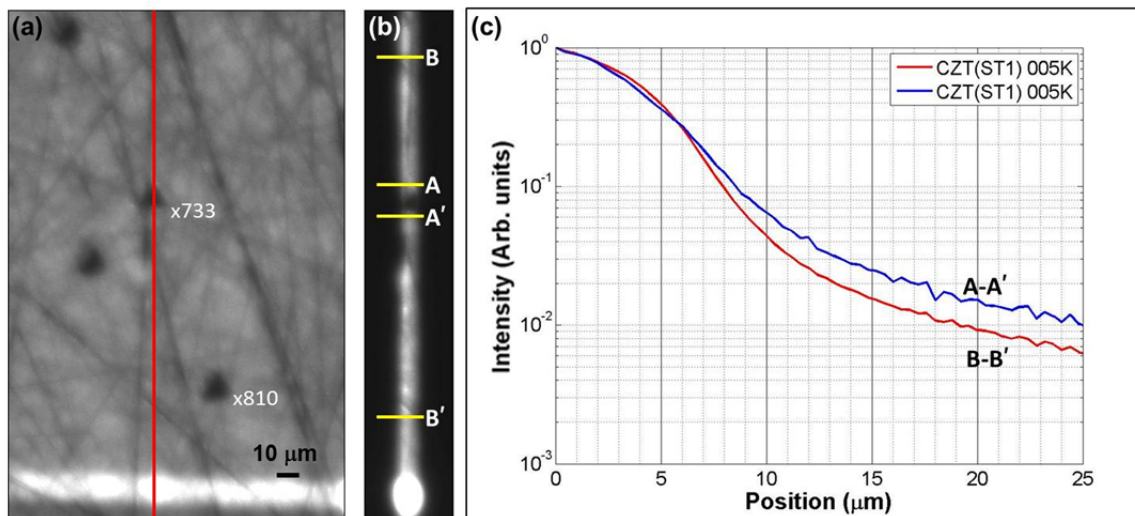 (a)
x733
x810
10 μm
(b)
B
A
A′
B′
(c)
Intensity (Arb. units)
10⁰
10⁻¹
10⁻²
10⁻³
CZT(ST1) 005K
CZT(ST1) 005K
A-A′
B-B′
0 5 10 15 20 25
Position (μm)